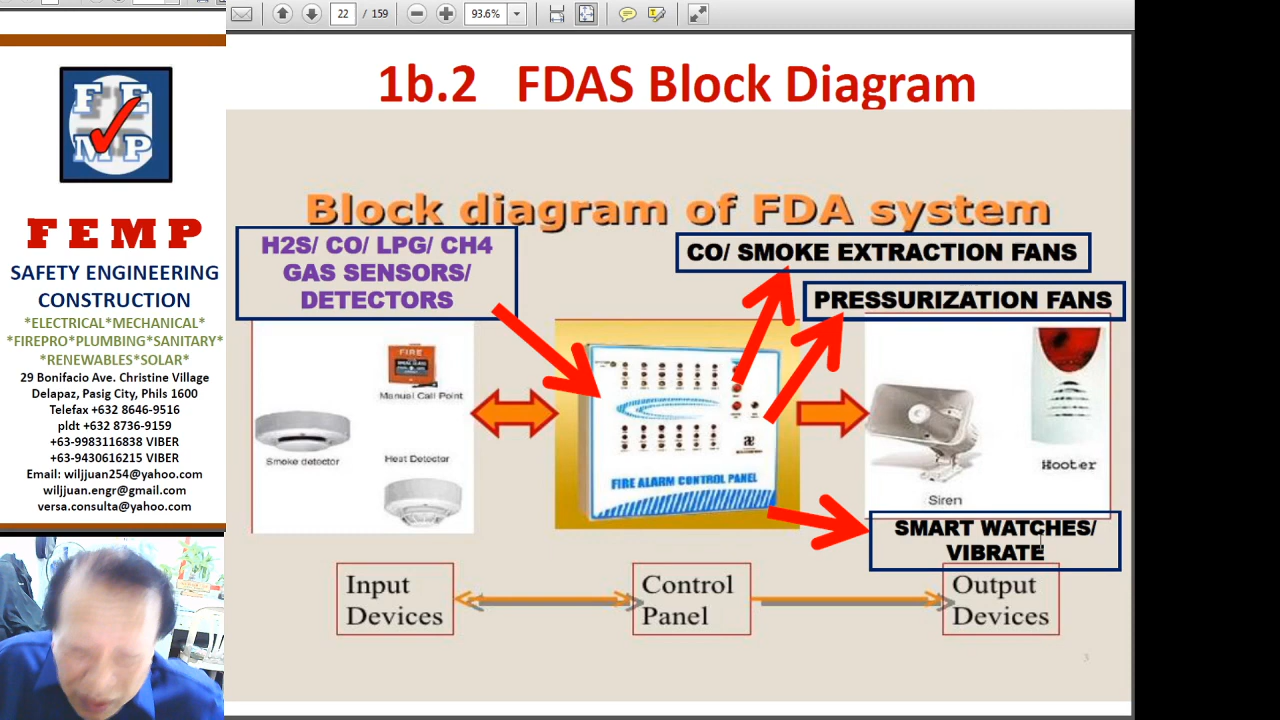 22 / 159
93.6%
1b.2 FDAS Block Diagram
F E
M P
F E M P
SAFETY ENGINEERING
CONSTRUCTION
*ELECTRICAL*MECHANICAL*
*FIREPRO*PLUMBING*SANITARY*
*RENEWABLES*SOLAR*
29 Bonifacio Ave. Christine Village
Delapaz, Pasig City, Phils 1600
Telefax +632 8646-9516
pldt +632 8736-9159
+63-9983116838 VIBER
+63-9430616215 VIBER
Email: wiljjuan254@yahoo.com
wiljjuan.engr@gmail.com
versa.consulta@yahoo.com
Block diagram of FDA system
H2S/ CO/ LPG/ CH4
GAS SENSORS/
DETECTORS
CO/ SMOKE EXTRACTION FANS
PRESSURIZATION FANS
FIRE
Manual Call Point
Smoke detector
Heat Detector
FIRE ALARM CONTROL PANEL
Hooter
Siren
SMART WATCHES/
VIBRATE
Input
Devices
Control
Panel
Output
Devices
3